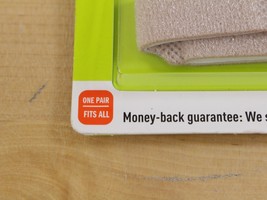 ONE PAIR
FITS ALL
Money-back guarantee: We